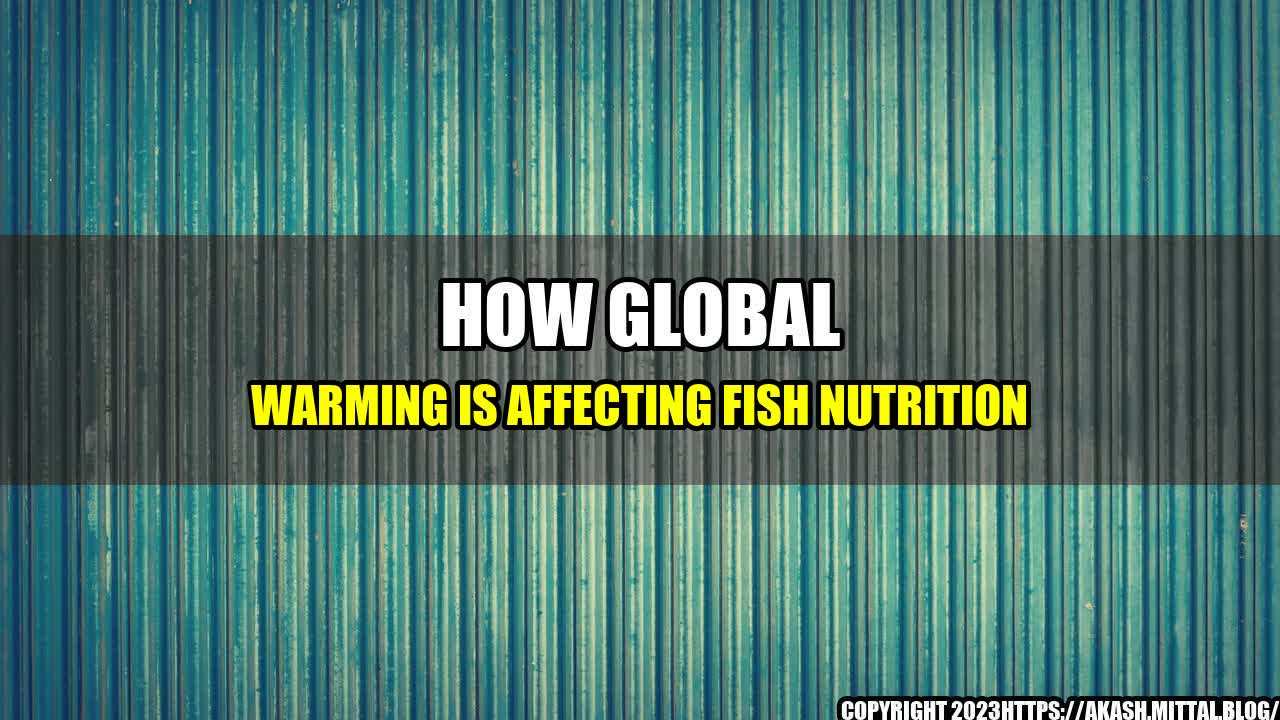 HOW GLOBAL
WARMING IS AFFECTING FISH NUTRITION
COPYRIGHT 2023HTTPS://AKASH.MITTAL.BLOG/